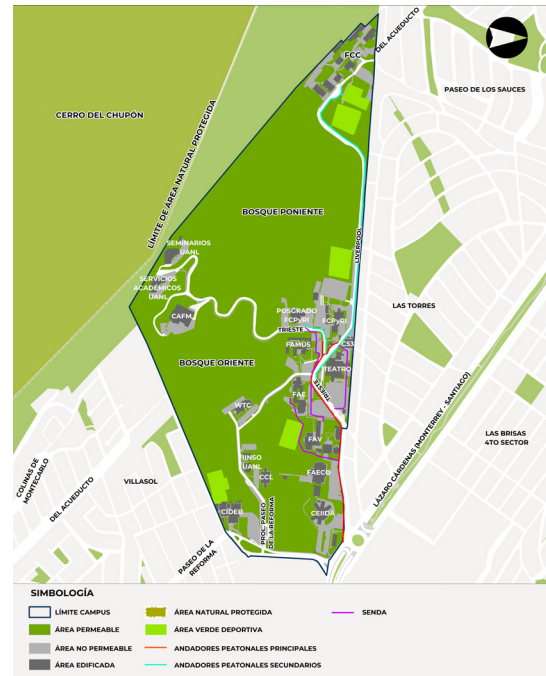 FCC
DEL ACUEDUCTO
PASEO DE LOS SAUCES
CERRO DEL CHUPÓN
LÍMITE DE ÁREA NATURAL PROTEGIDA
BOSQUE PONIENTE
LIVERPOOL
SEMINARIOS
UANL
SERVICIOS
ACADÉMICOS
UANL
CAFM
POSGRADO
FCPyRI
FCPyRI
LAS TORRES
TRIESTE
FAMUS
C53
TEATRO
BOSQUE ORIENTE
TRIESTE
FAE
WTC
LÁZARO CÁRDENAS (MONTERREY - SANTIAGO)
LAS BRISAS
4TO SECTOR
FAV
IINSO
UANL
CCL
FAECO
COLINAS DE
MONTECARLO
DEL ACUEDUCTO
VILLASOL
CIDEB
PROL. PASEO
DE LA REFORMA
CEIIDA
PASEO DE LA
REFORMA
SIMBOLOGÍA
LÍMITE CAMPUS
ÁREA NATURAL PROTEGIDA
SENDA
ÁREA PERMEABLE
ÁREA VERDE DEPORTIVA
ÁREA NO PERMEABLE
ANDADORES PEATONALES PRINCIPALES
ÁREA EDIFICADA
ANDADORES PEATONALES SECUNDARIOS